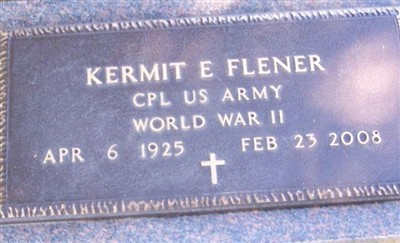 KERMIT E FLENER
CPL US ARMY
WORLD WAR II
APR 6 1925 FEB 23 2008